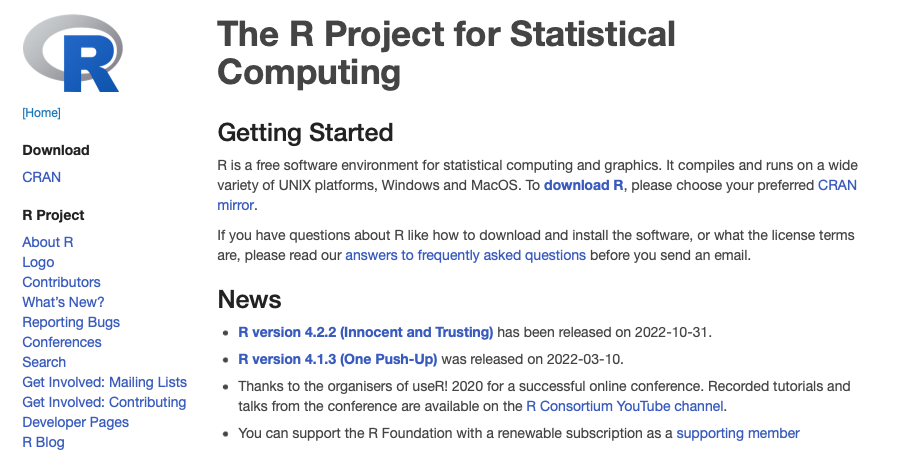 R
[Home]
Download
CRAN
R Project
About R
Logo
Contributors
What's New?
Reporting Bugs
Conferences
Search
Get Involved: Mailing Lists
Get Involved: Contributing
Developer Pages
R Blog
The R Project for Statistical
Computing
Getting Started
R is a free software environment for statistical computing and graphics. It compiles and runs on a wide
variety of UNIX platforms, Windows and MacOS. To download R, please choose your preferred CRAN
mirror.
If you have questions about R like how to download and install the software, or what the license terms
are, please read our answers to frequently asked questions before you send an email.
News
• R version 4.2.2 (Innocent and Trusting) has been released on 2022-10-31.
• R version 4.1.3 (One Push-Up) was released on 2022-03-10.
• Thanks to the organisers of useR! 2020 for a successful online conference. Recorded tutorials and
talks from the conference are available on the R Consortium YouTube channel.
• You can support the R Foundation with a renewable subscription as a supporting member